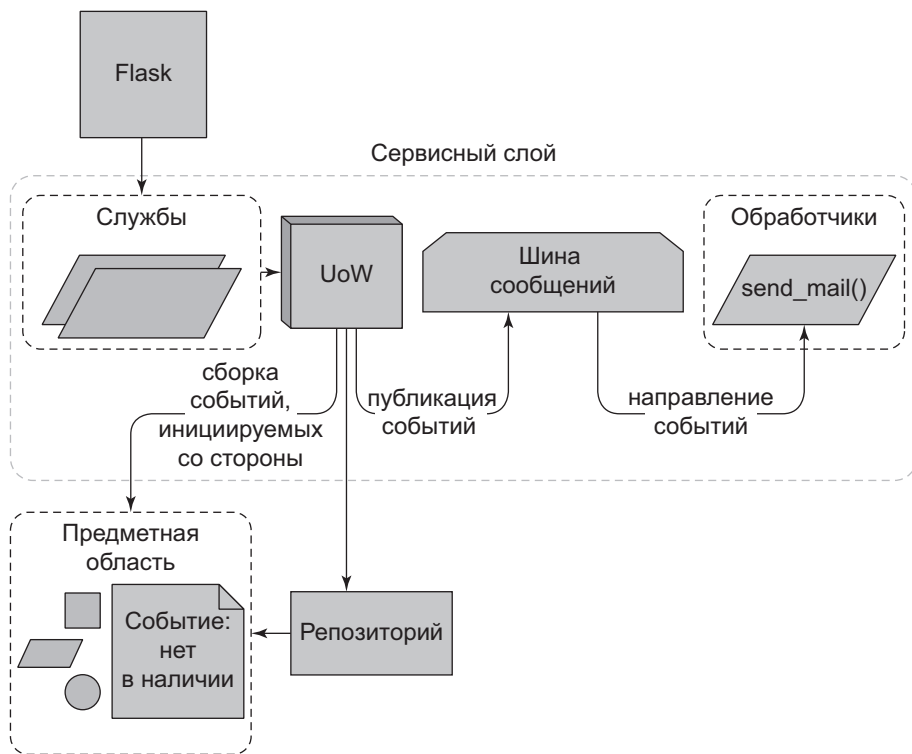 Flask
Сервисный слой
Службы
UoW
Шина
сообщений
Обработчики
send_mail()
сборка
событий,
инициируемых
со стороны
публикация
событий
направление
событий
Предметная
область
Событие:
нет
в наличии
Репозиторий